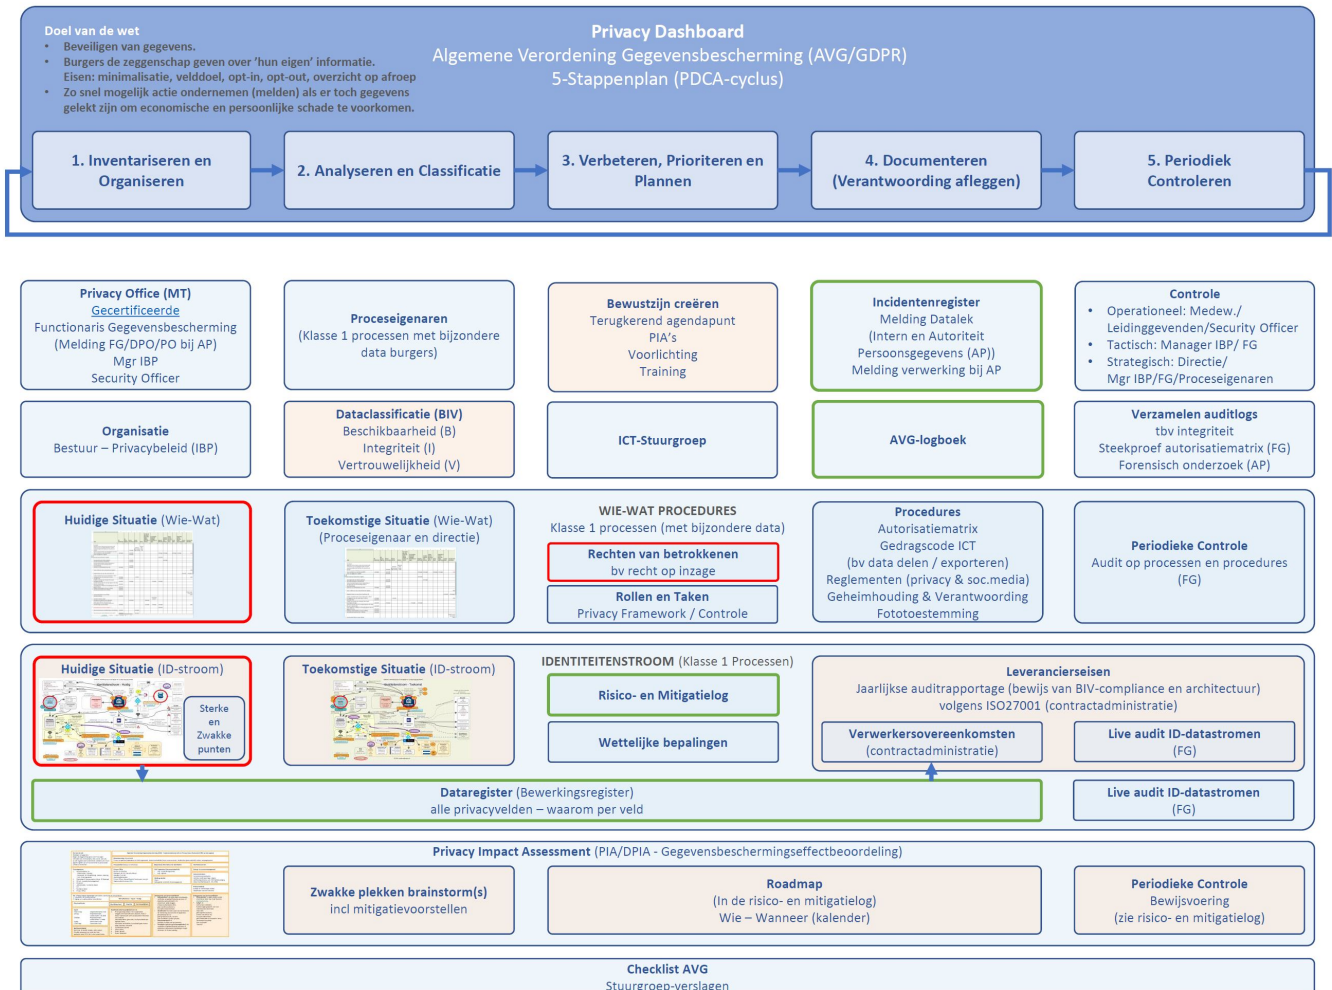 Doel van de wet
• Beveiligen van gegevens.
• Burgers de zeggenschap geven over 'hun eigen' informatie.
Eisen: minimalisatie, velddoel, opt-in, opt-out, overzicht op afroep
• Zo snel mogelijk actie ondernemen (melden) als er toch gegevens
gelekt zijn om economische en persoonlijke schade te voorkomen.
Privacy Dashboard
Algemene Verordening Gegevensbescherming (AVG/GDPR)
5-Stappenplan (PDCA-cyclus)
1. Inventariseren en
Organiseren
2. Analyseren en Classificatie
3. Verbeteren, Prioriteren en
Plannen
4. Documenteren
(Verantwoording afleggen)
5. Periodiek
Controleren
Privacy Office (MT)
Gecertificeerde
Functionaris Gegevensbescherming
(Melding FG/DPO/PO bij AP)
Mgr IBP
Security Officer
Proceseigenaren
(Klasse 1 processen met bijzondere
data burgers)
Bewustzijn creëren
Terugkerend agendapunt
PIA's
Voorlichting
Training
Incidentenregister
Melding Datalek
(Intern en Autoriteit
Persoonsgegevens (AP))
Melding verwerking bij AP
Controle
• Operationeel: Medew./
Leidinggevenden/Security Officer
• Tactisch: Manager IBP/ FG
• Strategisch: Directie/
Mgr IBP/FG/Proceseigenaren
Organisatie
Bestuur – Privacybeleid (IBP)
Dataclassificatie (BIV)
Beschikbaarheid (B)
Integriteit (I)
Vertrouwelijkheid (V)
ICT-Stuurgroep
AVG-logboek
Verzamelen auditlogs
tbv integriteit
Steekproef autorisatiematrix (FG)
Forensisch onderzoek (AP)
Huidige Situatie (Wie-Wat)
Toekomstige Situatie (Wie-Wat)
(Proceseigenaar en directie)
WIE-WAT PROCEDURES
Klasse 1 processen (met bijzondere data)
Rechten van betrokkenen
bv recht op inzage
Rollen en Taken
Privacy Framework / Controle
Procedures
Autorisatiematrix
Gedragscode ICT
(bv data delen / exporteren)
Reglementen (privacy & soc.media)
Geheimhouding & Verantwoording
Fototoestemming
Periodieke Controle
Audit op processen en procedures
(FG)
Huidige Situatie (ID-stroom)
Sterke
en
Zwakke
punten
Toekomstige Situatie (ID-stroom)
IDENTITEITENSTROOM (Klasse 1 Processen)
Risico- en Mitigatielog
Wettelijke bepalingen
Leverancierseisen
Jaarlijkse auditrapportage (bewijs van BIV-compliance en architectuur)
volgens ISO27001 (contractadministratie)
Verwerkersovereenkomsten
(contractadministratie)
Live audit ID-datastromen
(FG)
Dataregister (Bewerkingsregister)
alle privacyvelden – waarom per veld
Live audit ID-datastromen
(FG)
Privacy Impact Assessment (PIA/DPIA - Gegevensbeschermingseffectbeoordeling)
Zwakke plekken brainstorm(s)
incl mitigatievoorstellen
Roadmap
(In de risico- en mitigatielog)
Wie – Wanneer (kalender)
Periodieke Controle
Bewijsvoering
(zie risico- en mitigatielog)
Checklist AVG
Stuurgroep-verslagen